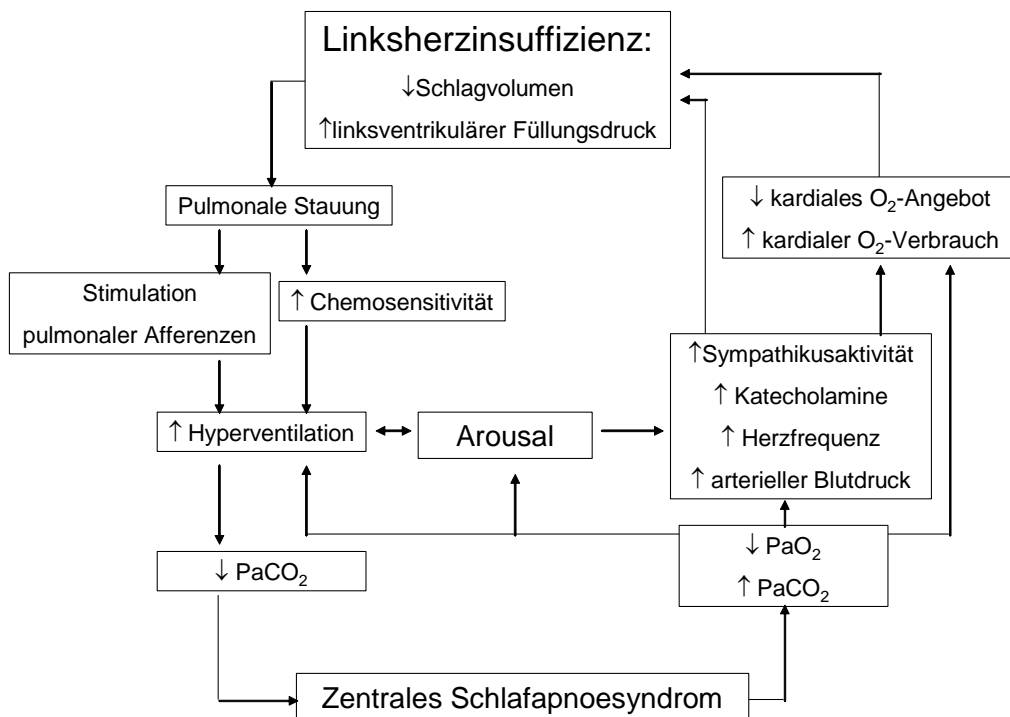 Linksherzinsuffizienz:
↓Schlagvolumen
↑linksventrikulärer Füllungsdruck
Pulmonale Stauung
↓ kardiales O₂-Angebot
↑ kardialer O₂-Verbrauch
Stimulation
pulmonaler Afferenzen
↑ Chemosensitivität
↑Sympathikusaktivität
↑ Katecholamine
↑ Herzfrequenz
↑ arterieller Blutdruck
↑ Hyperventilation
Arousal
↓ PaCO₂
↓ PaO₂
↑ PaCO₂
Zentrales Schlafapnoesyndrom